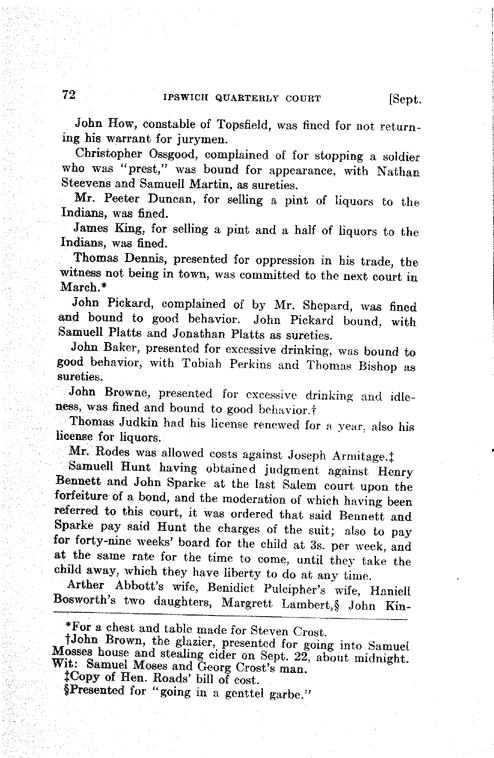 72 IPSWICH QUARTERLY COURT [Sept.
John How, constable of Topsfield, was fined for not return-
ing his warrant for jurymen.
Christopher Ossgood, complained of for stopping a soldier
who was "prest," was bound for appearance, with Nathan
Steevens and Samuell Martin, as sureties.
Mr. Peeter Duncan, for selling a pint of liquors to the
Indians, was fined.
James King, for selling a pint and a half of liquors to the
Indians, was fined.
Thomas Dennis, presented for oppression in his trade, the
witness not being in town, was committed to the next court in
March.*
John Pickard, complained of by Mr. Shepard, was fined
and bound to good behavior. John Pickard bound, with
Samuell Platts and Jonathan Platts as sureties.
John Baker, presented for excessive drinking, was bound to
good behavior, with Tobiah Perkins and Thomas Bishop as
sureties.
John Browne, presented for excessive drinking and idle-
ness, was fined and bound to good behavior.†
Thomas Judkin had his license renewed for a year, also his
license for liquors.
Mr. Rodes was allowed costs against Joseph Armitage.‡
Samuell Hunt having obtained judgment against Henry
Bennett and John Sparke at the last Salem court upon the
forfeiture of a bond, and the moderation of which having been
referred to this court, it was ordered that said Bennett and
Sparke pay said Hunt the charges of the suit; also to pay
for forty-nine weeks' board for the child at 3s. per week, and
at the same rate for the time to come, until they take the
child away, which they have liberty to do at any time.
Arther Abbott's wife, Benidict Pulcipher's wife, Haniell
Bosworth's two daughters, Margrett Lambert,§ John Kin-
*For a chest and table made for Steven Crost.
†John Brown, the glazier, presented for going into Samuel
Mosses house and stealing cider on Sept. 22, about midnight.
Wit: Samuel Moses and Georg Crost's man.
‡Copy of Hen. Roads' bill of cost.
§Presented for "going in a genttel garbe."